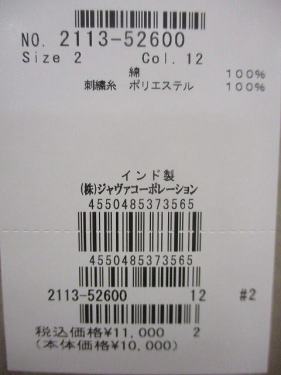 NO. 2113-52600
Size 2 Col. 12
綿 100%
刺繍糸 ポリエステル 100%
インド製
(株)ジャヴァコーポレーション
4550485373565
4550485373565
2113-52600 12 #2
税込価格¥11,000 2
(本体価格¥10,000)